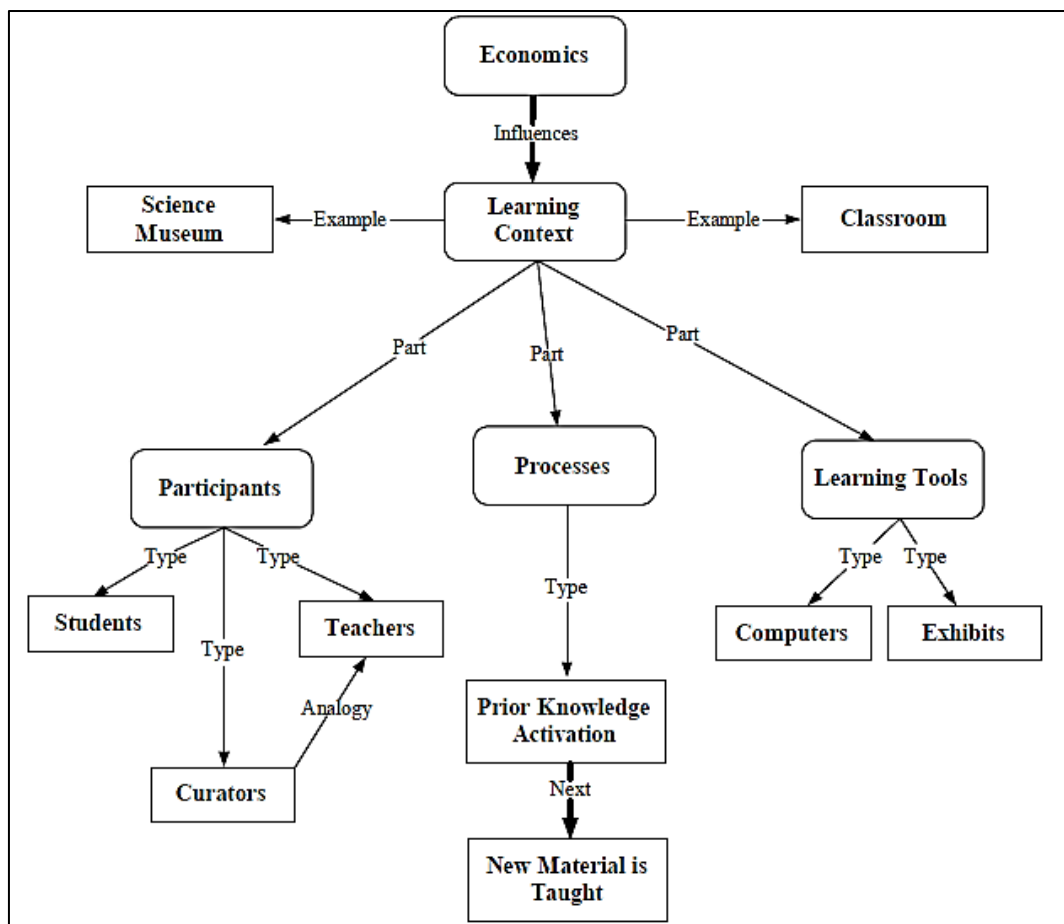 Economics
Influences
Science
Museum
Example
Learning
Context
Example
Classroom
Part
Part
Part
Participants
Processes
Learning Tools
Type
Type
Type
Type
Type
Type
Students
Teachers
Computers
Exhibits
Analogy
Prior Knowledge
Activation
Curators
Next
New Material is
Taught